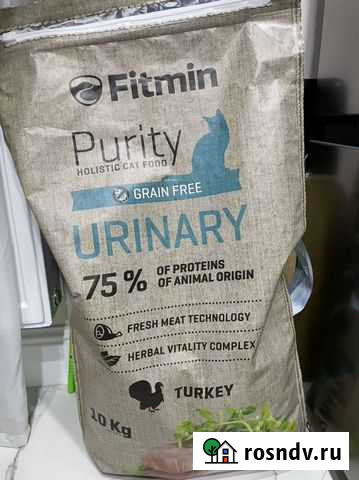 Fitmin
Purity
HOLISTIC CAT FOOD
GRAIN FREE
URINARY
75% OF PROTEINS
OF ANIMAL ORIGIN
FRESH MEAT TECHNOLOGY
HERBAL VITALITY COMPLEX
TURKEY
10 Kg
rosndv.ru